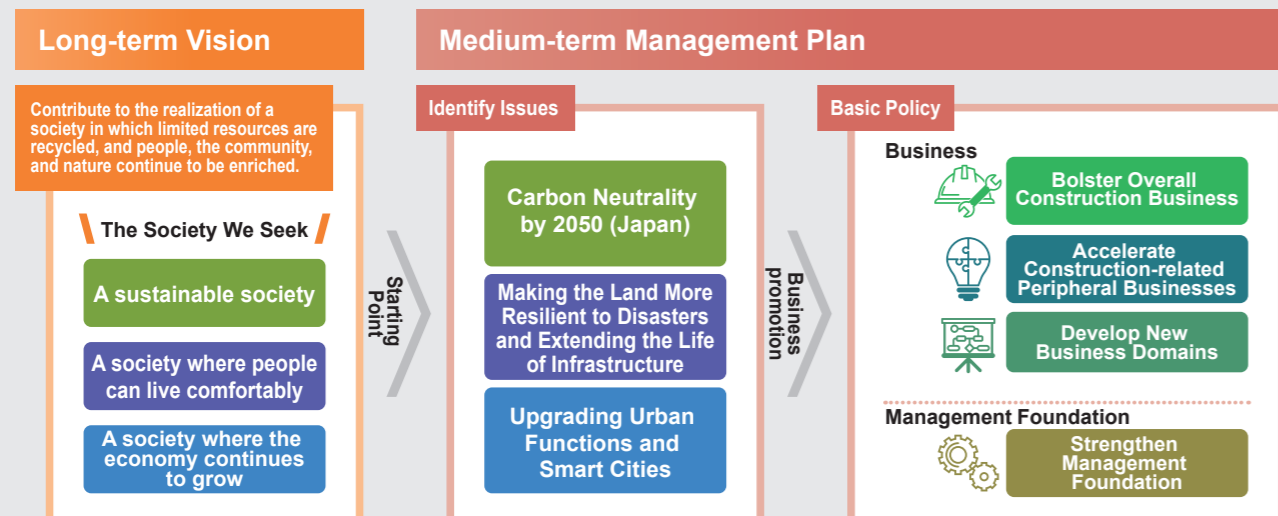 Long-term Vision
Contribute to the realization of a
society in which limited resources are
recycled, and people, the community,
and nature continue to be enriched.
The Society We Seek
A sustainable society
A society where people
can live comfortably
A society where the
economy continues
to grow
Starting
Point
Medium-term Management Plan
Identify Issues
Carbon Neutrality
by 2050 (Japan)
Making the Land More
Resilient to Disasters
and Extending the Life
of Infrastructure
Upgrading Urban
Functions and
Smart Cities
Business
promotion
Basic Policy
Business
Bolster Overall
Construction Business
Accelerate
Construction-related
Peripheral Businesses
Develop New
Business Domains
Management Foundation
Strengthen
Management
Foundation